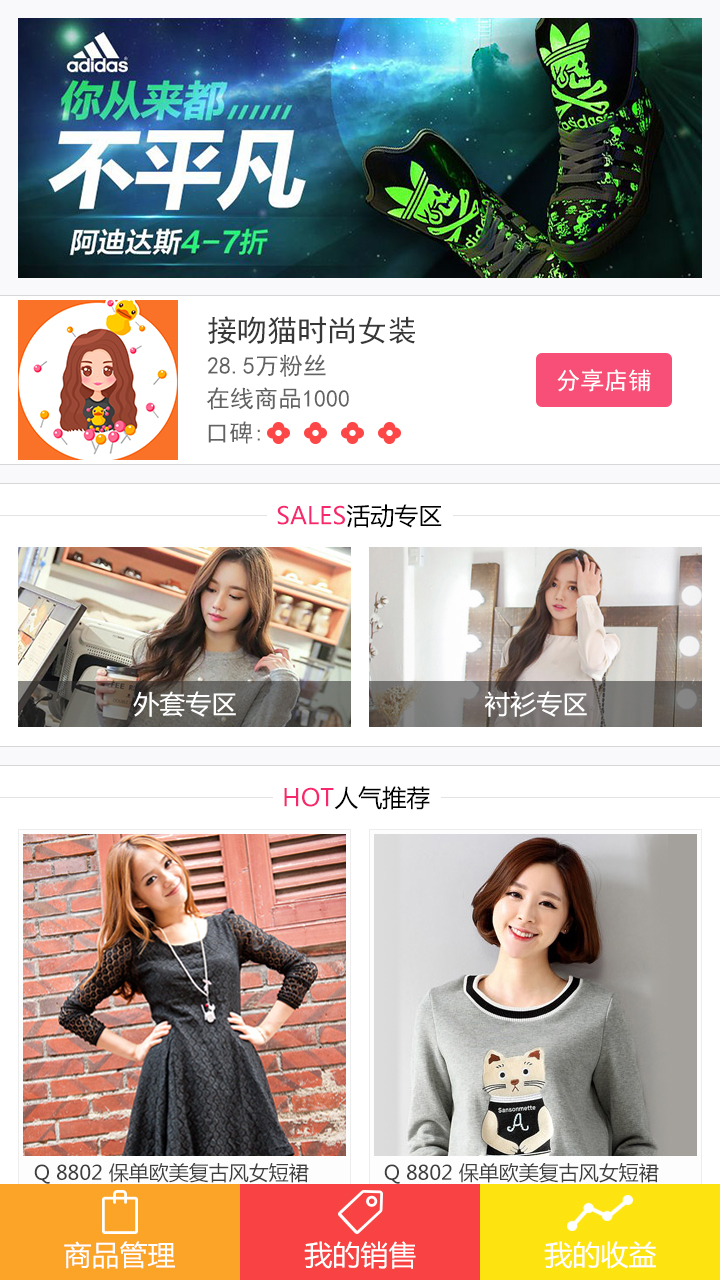 adidas
你从来都
不平凡
阿迪达斯4-7折
adidas
接吻猫时尚女装
28.5万粉丝
在线商品1000
口碑:
分享店铺
SALES活动专区
外套专区
衬衫专区
HOT人气推荐
Sansonmette
A
Q 8802 保单欧美复古风女短裙
Q 8802 保单欧美复古风女短裙
商品管理
我的销售
我的收益